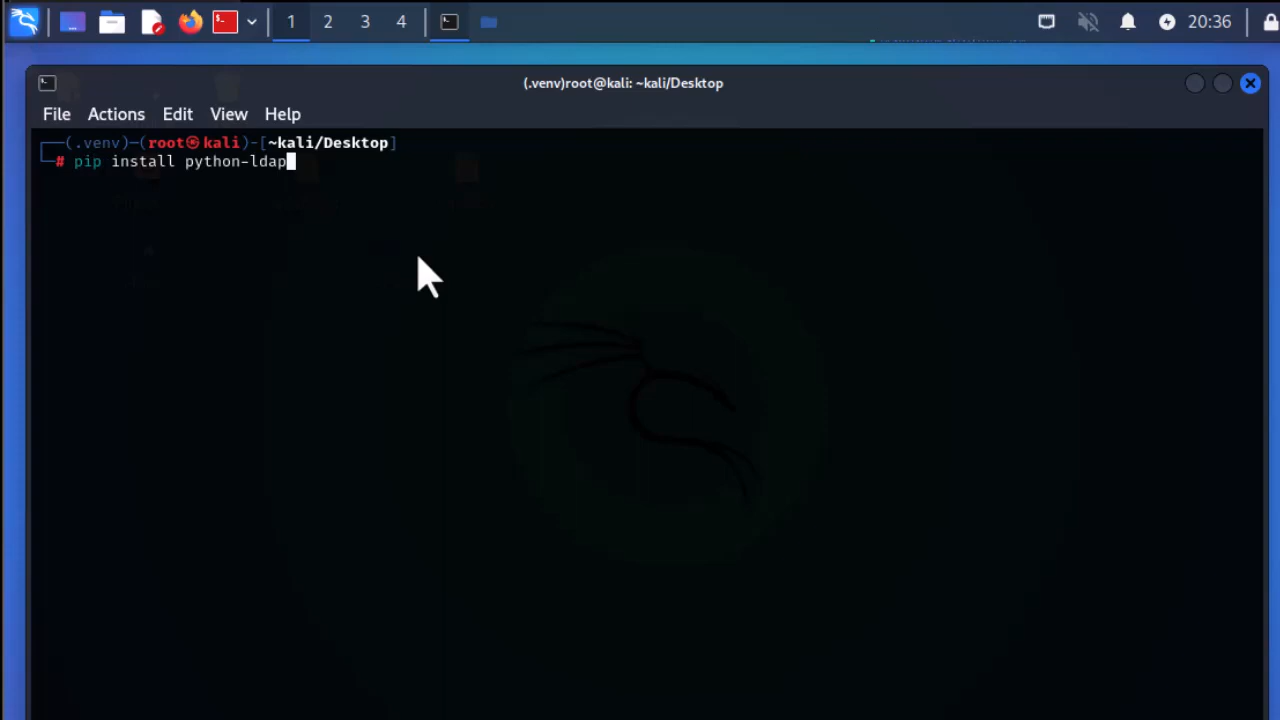 1 2 3 4 20:36
(.venv)root@kali: ~kali/Desktop
File Actions Edit View Help
┌──(.venv)─(root㉿kali)-[~kali/Desktop]
└─# pip install python-ldap